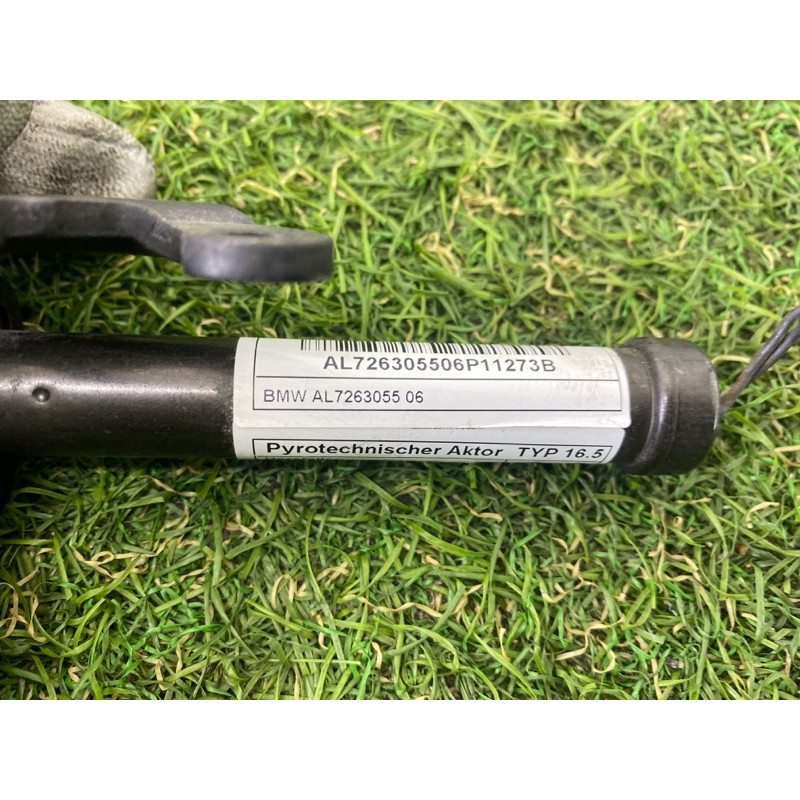 AL726305506P11273B
BMW AL7263055 06
Pyrotechnischer Aktor TYP 16.5